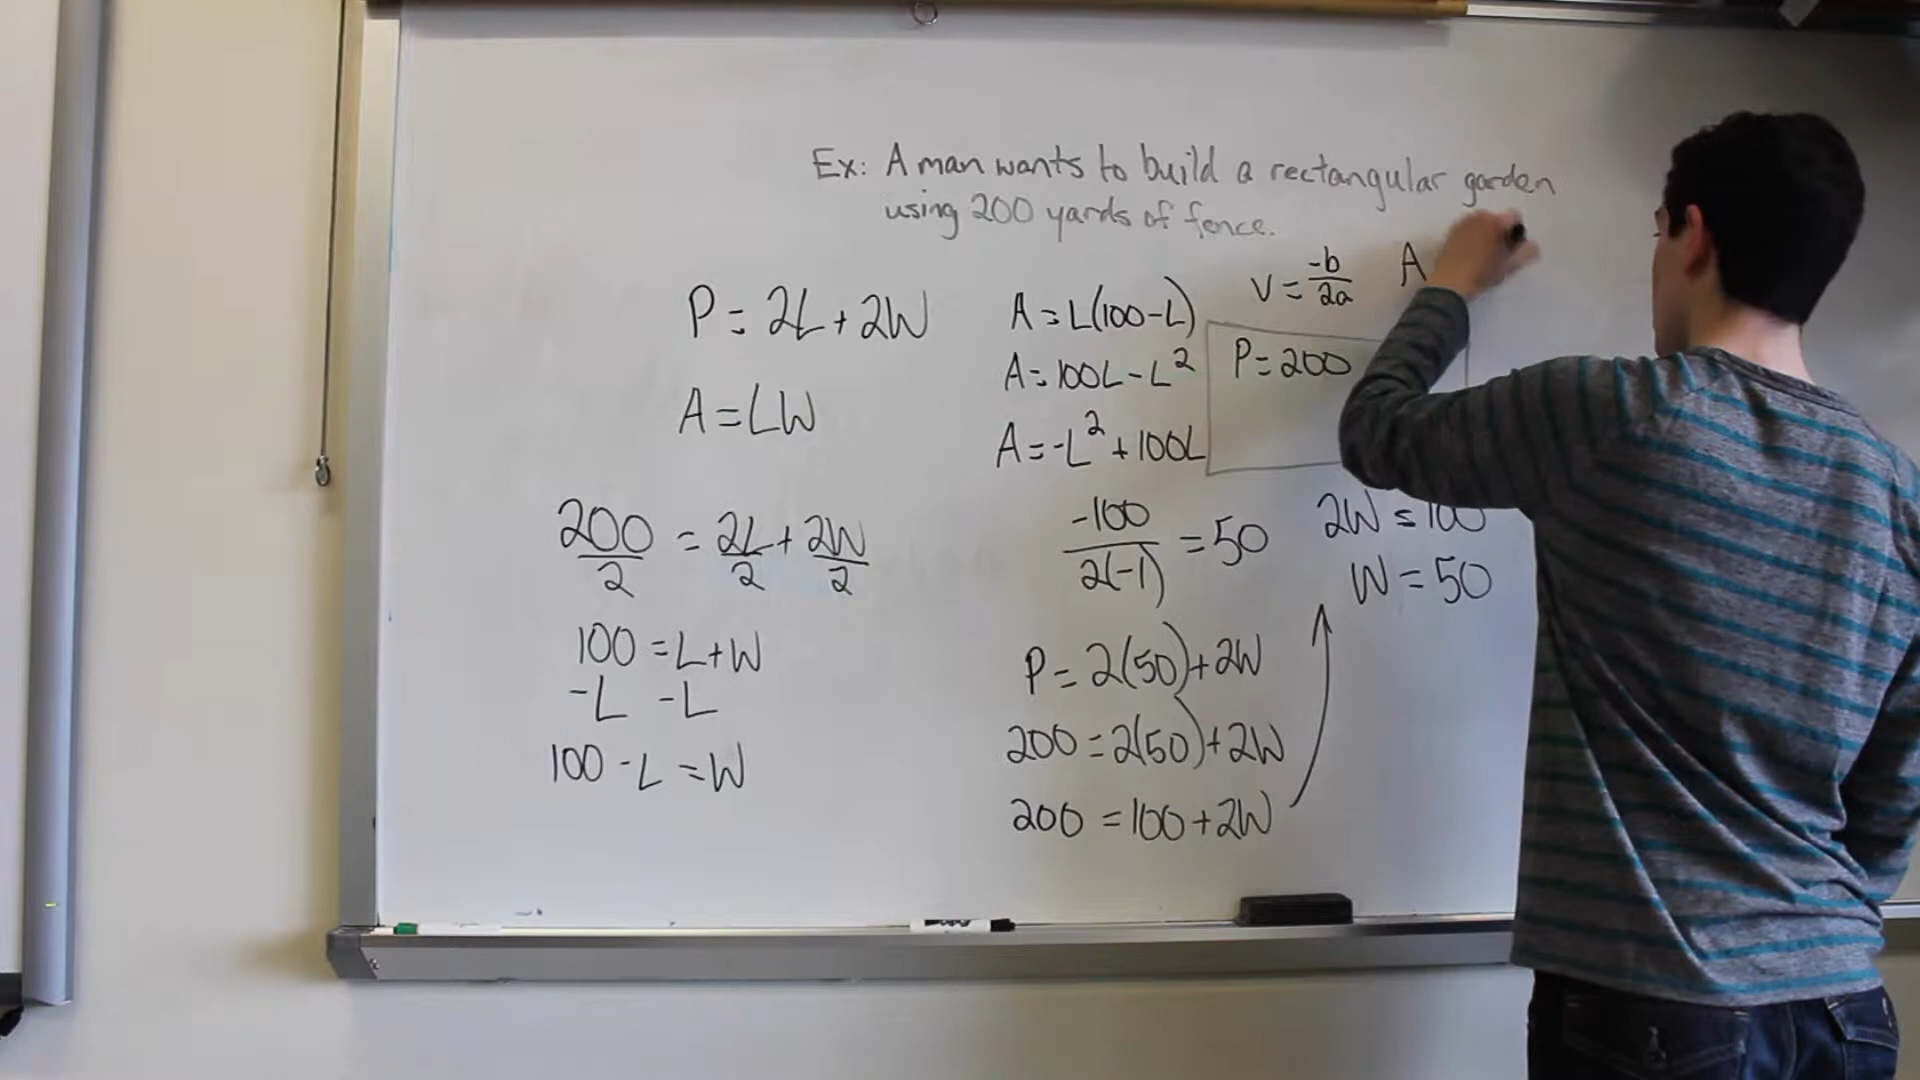 Ex: A man wants to build a rectangular garden
using 200 yards of fence.
P = 2L + 2W
A = LW
200/2 = 2L/2 + 2W/2
100 = L + W
-L -L
100 - L = W
A = L(100 - L)
A = 100L - L²
A = -L² + 100L
V = -b/2a
A
P = 200
-100/2(-1) = 50
P = 2(50) + 2W
200 = 2(50) + 2W
200 = 100 + 2W
2W = 100
W = 50